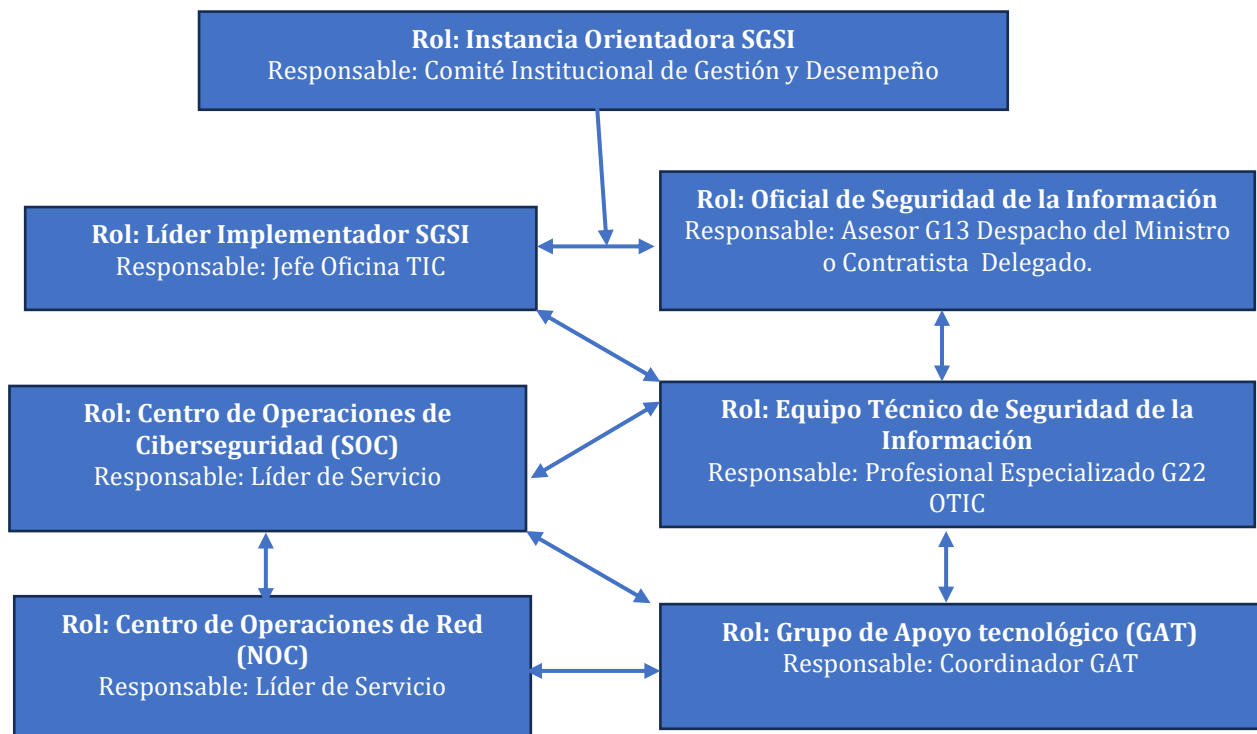 Rol: Instancia Orientadora SGSI
Responsable: Comité Institucional de Gestión y Desempeño
Rol: Líder Implementador SGSI
Responsable: Jefe Oficina TIC
Rol: Oficial de Seguridad de la Información
Responsable: Asesor G13 Despacho del Ministro
o Contratista  Delegado.
Rol: Centro de Operaciones de
Ciberseguridad (SOC)
Responsable: Líder de Servicio
Rol: Equipo Técnico de Seguridad de la
Información
Responsable: Profesional Especializado G22
OTIC
Rol: Centro de Operaciones de Red
(NOC)
Responsable: Líder de Servicio
Rol: Grupo de Apoyo tecnológico (GAT)
Responsable: Coordinador GAT